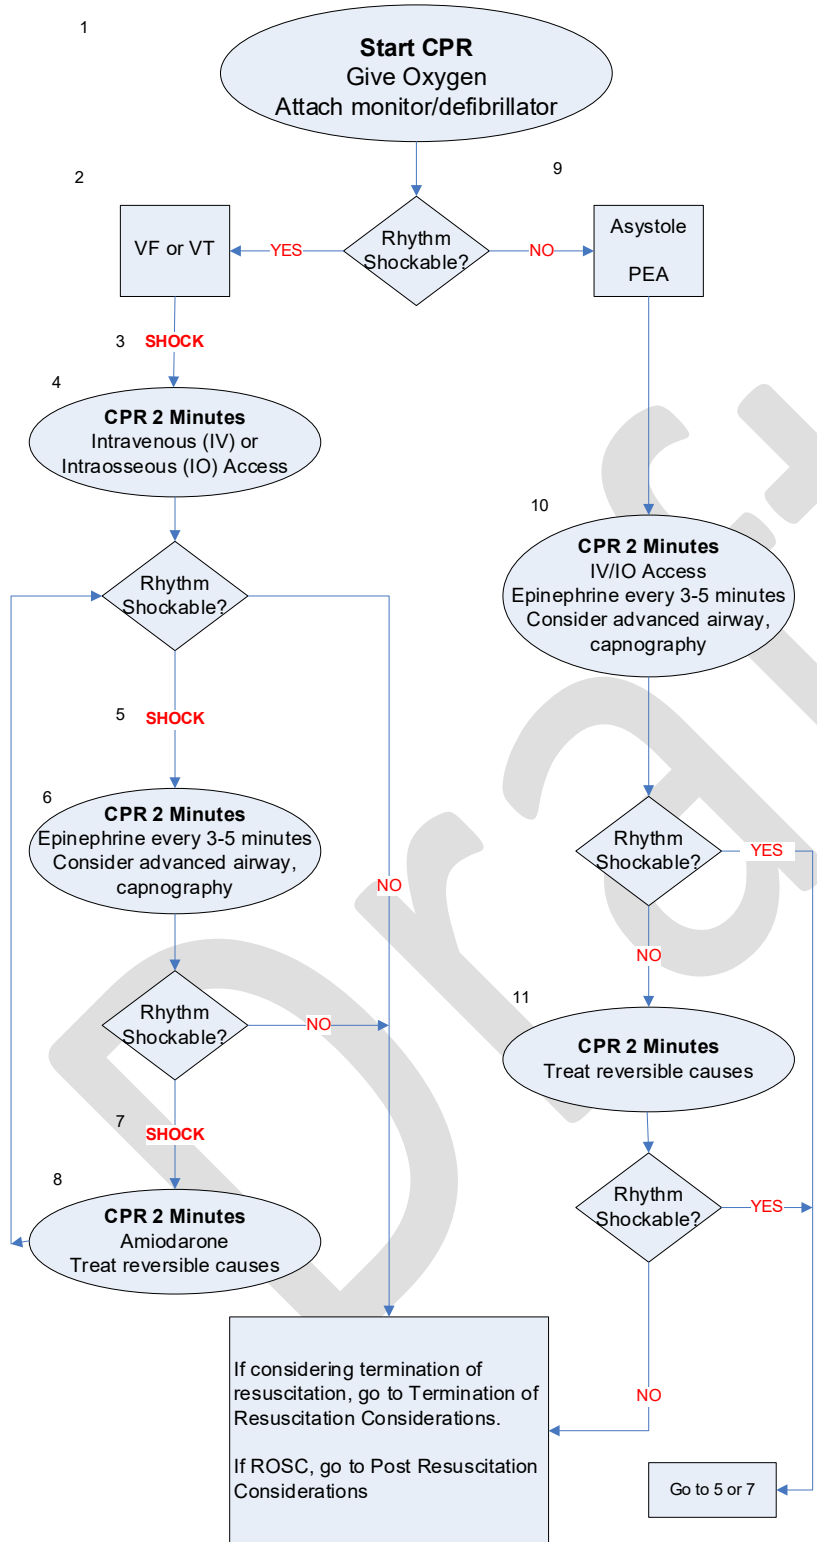 1
Start CPR
Give Oxygen
Attach monitor/defibrillator
2
9
VF or VT
YES
Rhythm
Shockable?
NO
Asystole
PEA
3
SHOCK
4
CPR 2 Minutes
Intravenous (IV) or
Intraosseous (IO) Access
10
CPR 2 Minutes
IV/IO Access
Epinephrine every 3-5 minutes
Consider advanced airway,
capnography
Rhythm
Shockable?
5
SHOCK
6
CPR 2 Minutes
Epinephrine every 3-5 minutes
Consider advanced airway,
capnography
NO
Rhythm
Shockable?
YES
NO
Rhythm
Shockable?
NO
11
CPR 2 Minutes
Treat reversible causes
7
SHOCK
8
CPR 2 Minutes
Amiodarone
Treat reversible causes
Rhythm
Shockable?
YES
NO
If considering termination of
resuscitation, go to Termination of
Resuscitation Considerations.
If ROSC, go to Post Resuscitation
Considerations
Go to 5 or 7
Draft